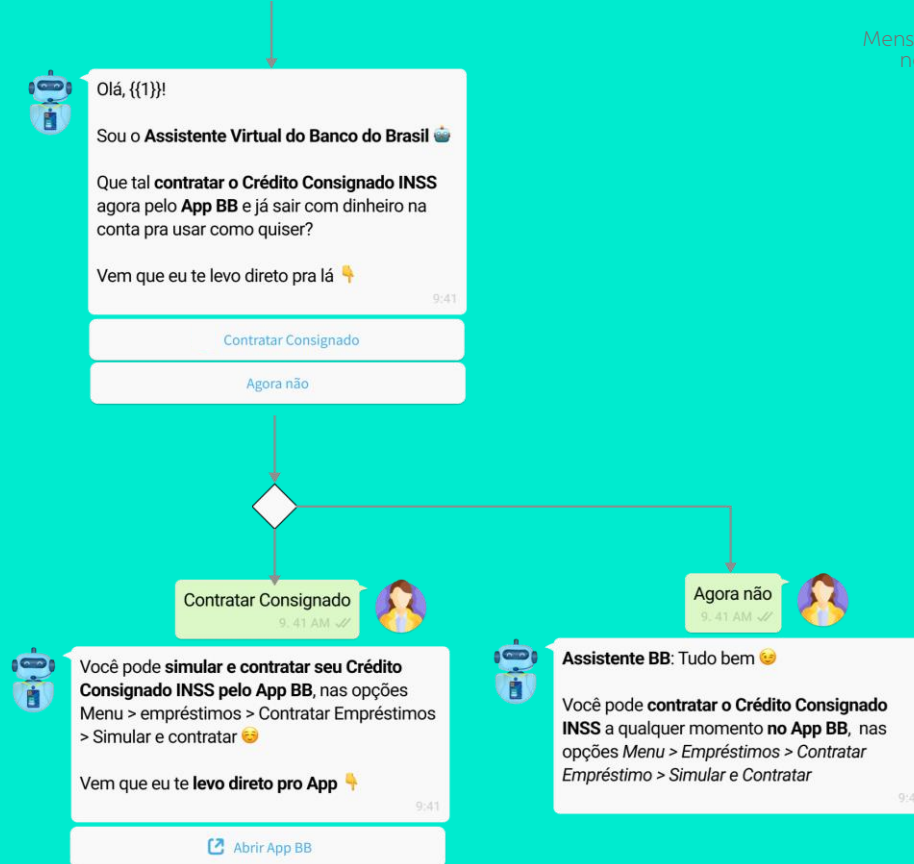 Olá, {{1}}!
Sou o Assistente Virtual do Banco do Brasil 🤖
Que tal contratar o Crédito Consignado INSS
agora pelo App BB e já sair com dinheiro na
conta pra usar como quiser?
Vem que eu te levo direto pra lá 👇
9:41
Contratar Consignado
Agora não
Contratar Consignado
9. 41 AM
Você pode simular e contratar seu Crédito
Consignado INSS pelo App BB, nas opções
Menu > empréstimos > Contratar Empréstimos
> Simular e contratar ☺️
Vem que eu te levo direto pro App 👇
9:41
Abrir App BB
Agora não
9. 41 AM
Assistente BB: Tudo bem 😉
Você pode contratar o Crédito Consignado
INSS a qualquer momento no App BB, nas
opções Menu > Empréstimos > Contratar
Empréstimo > Simular e Contratar